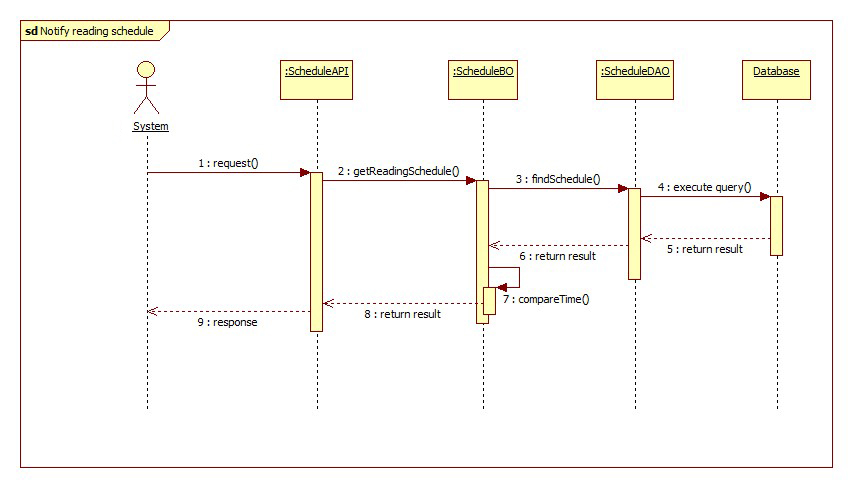 sd Notify reading schedule
:ScheduleAPI
:ScheduleBO
:ScheduleDAO
Database
System
1 : request()
2 : getReadingSchedule()
3 : findSchedule()
4 : execute query()
5 : return result
6 : return result
7 : compareTime()
8 : return result
9 : response